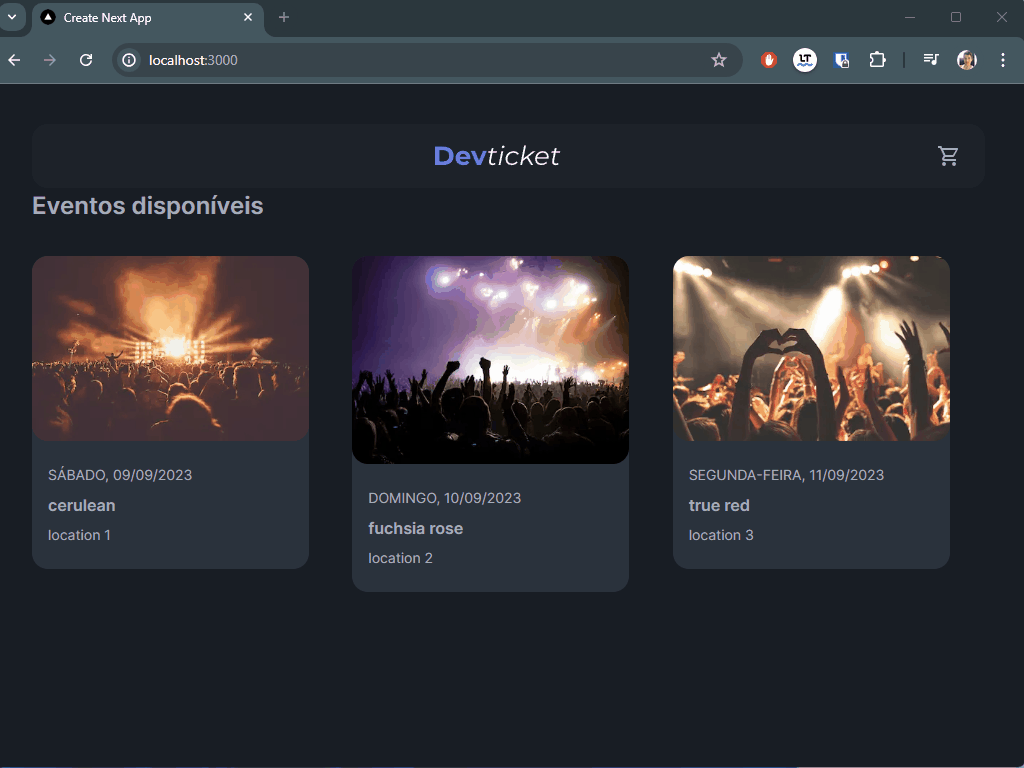 Create Next App
localhost:3000
LT
Devticket
Eventos disponíveis
SÁBADO, 09/09/2023
cerulean
location 1
DOMINGO, 10/09/2023
fuchsia rose
location 2
SEGUNDA-FEIRA, 11/09/2023
true red
location 3